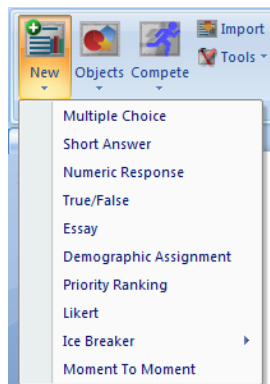 Import
Tools
New Objects Compete
Multiple Choice
Short Answer
Numeric Response
True/False
Essay
Demographic Assignment
Priority Ranking
Likert
Ice Breaker
Moment To Moment